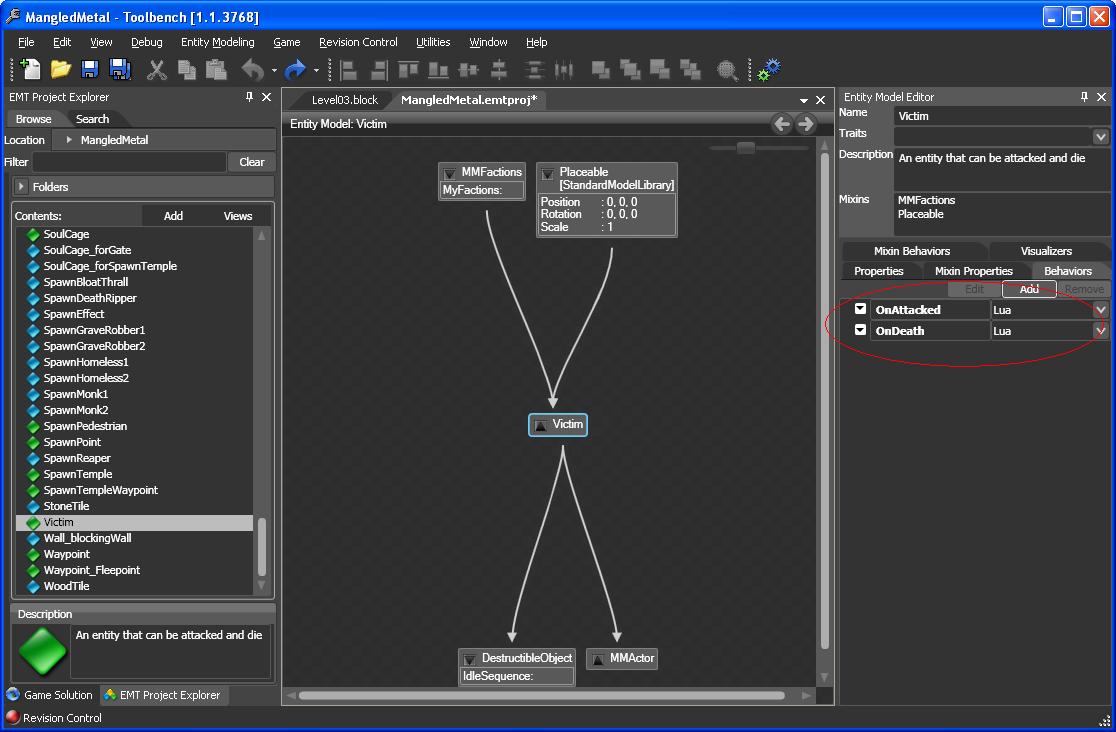 MangledMetal - Toolbench [1.1.3768]
File Edit View Debug Entity Modeling Game Revision Control Utilities Window Help
EMT Project Explorer
Browse Search
Location MangledMetal
Filter Clear
Folders
Contents: Add Views
SoulCage
SoulCage_forGate
SoulCage_forSpawnTemple
SpawnBloatThrall
SpawnDeathRipper
SpawnEffect
SpawnGraveRobber1
SpawnGraveRobber2
SpawnHomeless1
SpawnHomeless2
SpawnMonk1
SpawnMonk2
SpawnPedestrian
SpawnPoint
SpawnReaper
SpawnTemple
SpawnTempleWaypoint
StoneTile
Victim
Wall_blockingWall
Waypoint
Waypoint_Fleepoint
WoodTile
Description
An entity that can be attacked and die
Game Solution EMT Project Explorer
Revision Control
Level03.block MangledMetal.emtproj*
Entity Model: Victim
MMFactions
MyFactions:
Placeable
[StandardModelLibrary]
Position : 0, 0, 0
Rotation : 0, 0, 0
Scale : 1
Victim
DestructibleObject
IdleSequence:
MMActor
Entity Model Editor
Name Victim
Traits
Description An entity that can be attacked and die
Mixins MMFactions
Placeable
Mixin Behaviors Visualizers
Properties Mixin Properties Behaviors
Edit Add Remove
OnAttacked Lua
OnDeath Lua